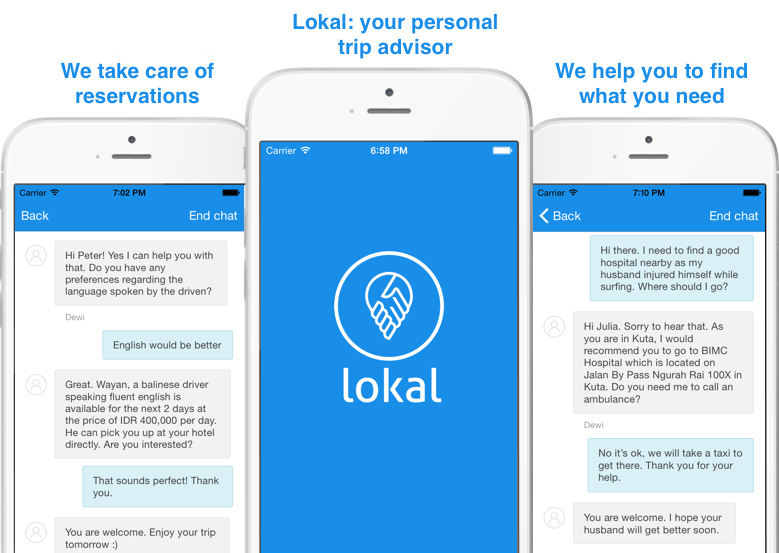 Lokal: your personal
trip advisor
We take care of
reservations
We help you to find
what you need
Carrier 7:02 PM
Back End chat
Hi Peter! Yes I can help you with
that. Do you have any
preferences regarding the
language spoken by the driven?
Dewi
English would be better
Great. Wayan, a balinese driver
speaking fluent english is
available for the next 2 days at
the price of IDR 400,000 per day.
He can pick you up at your hotel
directly. Are you interested?
That sounds perfect! Thank
you.
You are welcome. Enjoy your trip
tomorrow :)
Carrier 6:58 PM
lokal
Carrier 7:10 PM
Back End chat
Hi there. I need to find a good
hospital nearby as my
husband injured himself while
surfing. Where should I go?
Hi Julia. Sorry to hear that. As
you are in Kuta, I would
recommend you to go to BIMC
Hospital which is located on
Jalan By Pass Ngurah Rai 100X in
Kuta. Do you need me to call an
ambulance?
Dewi
No it's ok, we will take a taxi to
get there. Thank you for your
help.
You are welcome. I hope your
husband will get better soon.